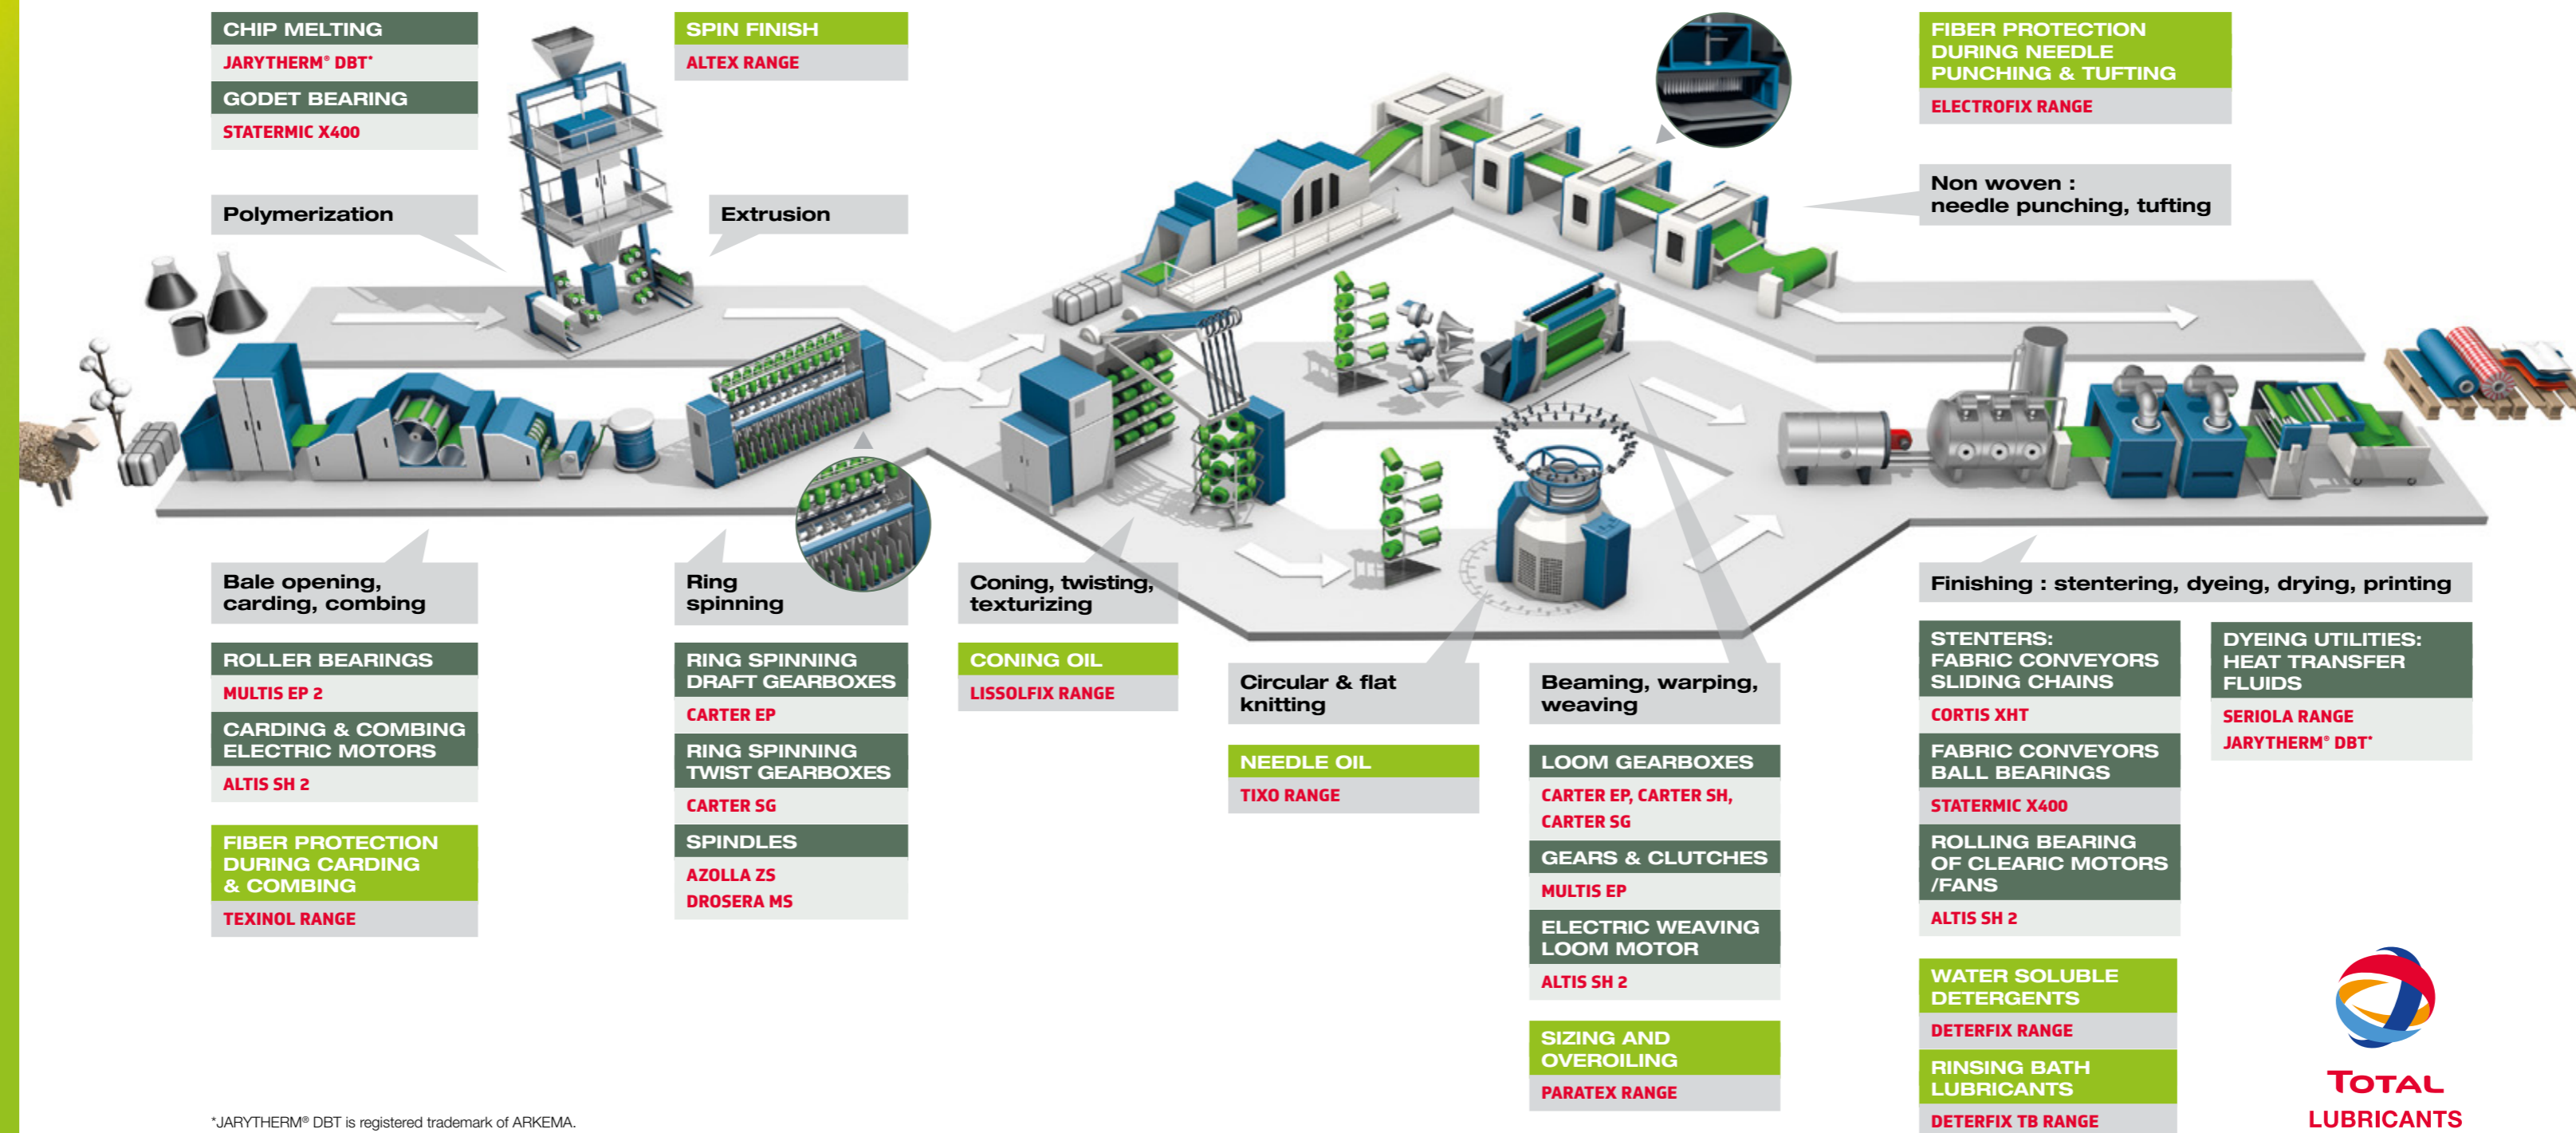 CHIP MELTING
JARYTHERM® DBT*
GODET BEARING
STATERMIC X400
Polymerization
SPIN FINISH
ALTEX RANGE
Extrusion
FIBER PROTECTION
DURING NEEDLE
PUNCHING & TUFTING
ELECTROFIX RANGE
Non woven :
needle punching, tufting
Bale opening,
carding, combing
ROLLER BEARINGS
MULTIS EP 2
CARDING & COMBING
ELECTRIC MOTORS
ALTIS SH 2
FIBER PROTECTION
DURING CARDING
& COMBING
TEXINOL RANGE
Ring
spinning
RING SPINNING
DRAFT GEARBOXES
CARTER EP
RING SPINNING
TWIST GEARBOXES
CARTER SG
SPINDLES
AZOLLA ZS
DROSERA MS
Coning, twisting,
texturizing
CONING OIL
LISSOLFIX RANGE
Circular & flat
knitting
NEEDLE OIL
TIXO RANGE
Beaming, warping,
weaving
LOOM GEARBOXES
CARTER EP, CARTER SH,
CARTER SG
GEARS & CLUTCHES
MULTIS EP
ELECTRIC WEAVING
LOOM MOTOR
ALTIS SH 2
SIZING AND
OVEROILING
PARATEX RANGE
Finishing : stentering, dyeing, drying, printing
STENTERS:
FABRIC CONVEYORS
SLIDING CHAINS
CORTIS XHT
FABRIC CONVEYORS
BALL BEARINGS
STATERMIC X400
ROLLING BEARING
OF CLEARIC MOTORS
/FANS
ALTIS SH 2
WATER SOLUBLE
DETERGENTS
DETERFIX RANGE
RINSING BATH
LUBRICANTS
DETERFIX TB RANGE
DYEING UTILITIES:
HEAT TRANSFER
FLUIDS
SERIOLA RANGE
JARYTHERM® DBT*
TOTAL
LUBRICANTS
*JARYTHERM® DBT is registered trademark of ARKEMA.